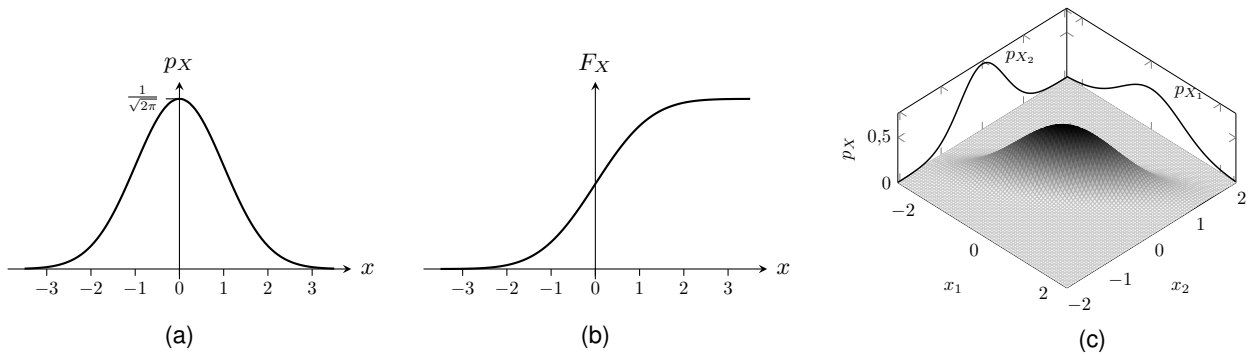 p_X
1/√2π
x
−3 −2 −1 0 1 2 3
(a)
F_X
x
−3 −2 −1 0 1 2 3
(b)
p_{X_2}
p_{X_1}
p_X
0,5
0
−2
0
2
x_1
−2
−1
0
1
2
x_2
(c)